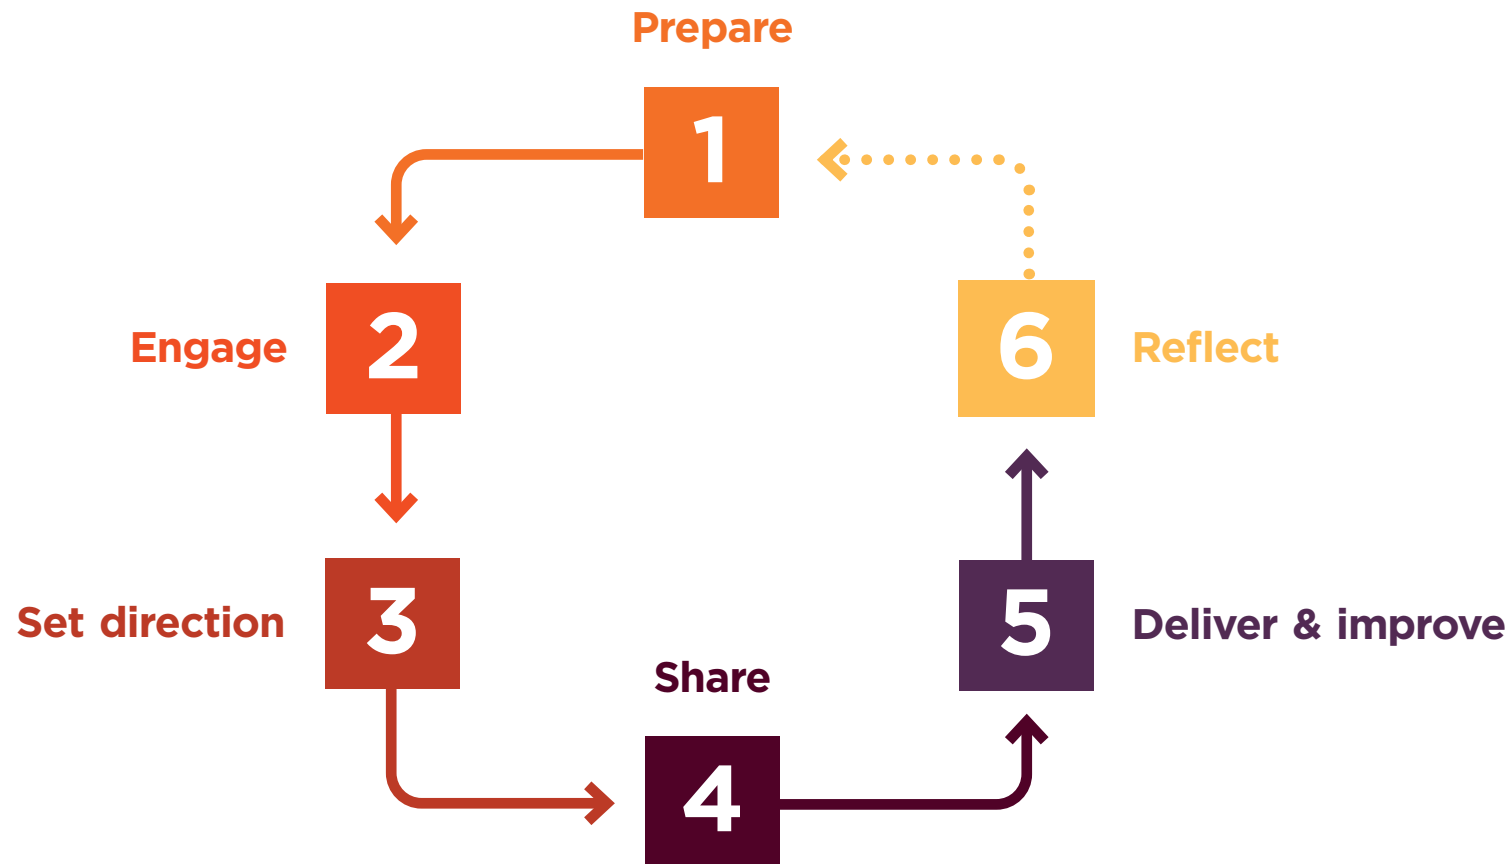 Prepare
1
2
Engage
3
Set direction
Share
4
5
Deliver & improve
6
Reflect